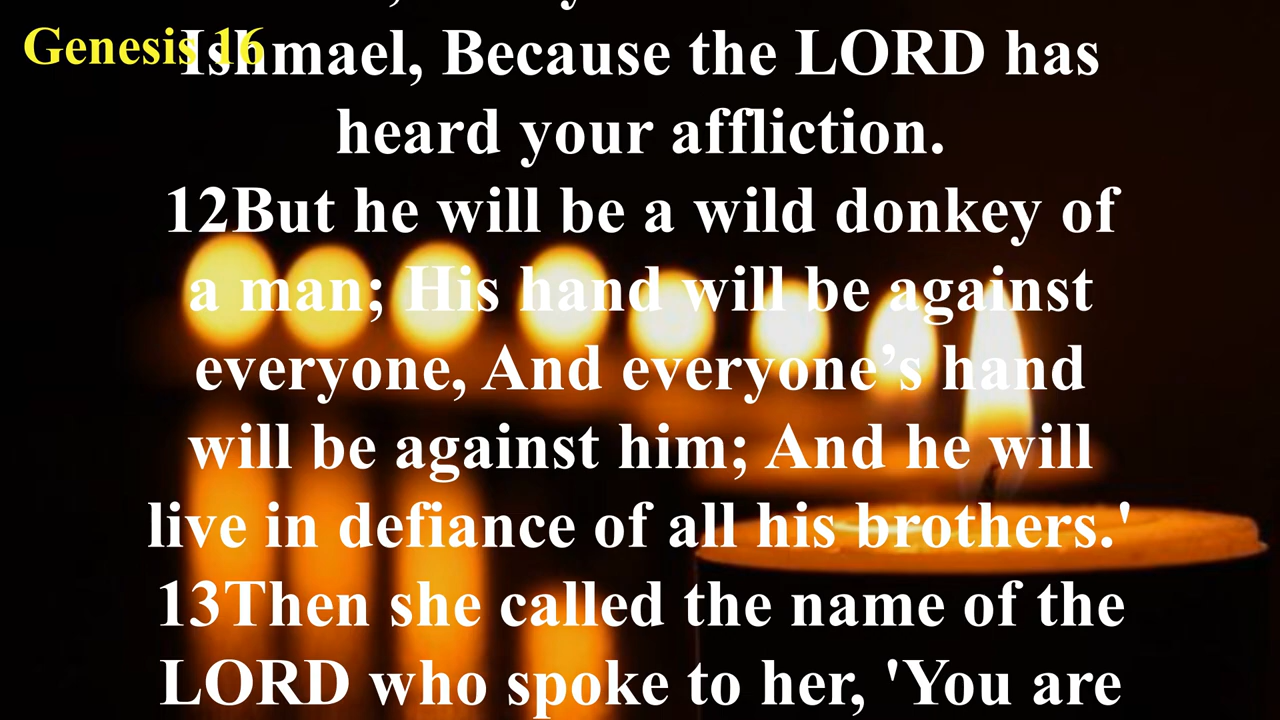 Genesis 16
Ishmael, Because the LORD has
heard your affliction.
12But he will be a wild donkey of
a man; His hand will be against
everyone, And everyone’s hand
will be against him; And he will
live in defiance of all his brothers.'
13Then she called the name of the
LORD who spoke to her, 'You are